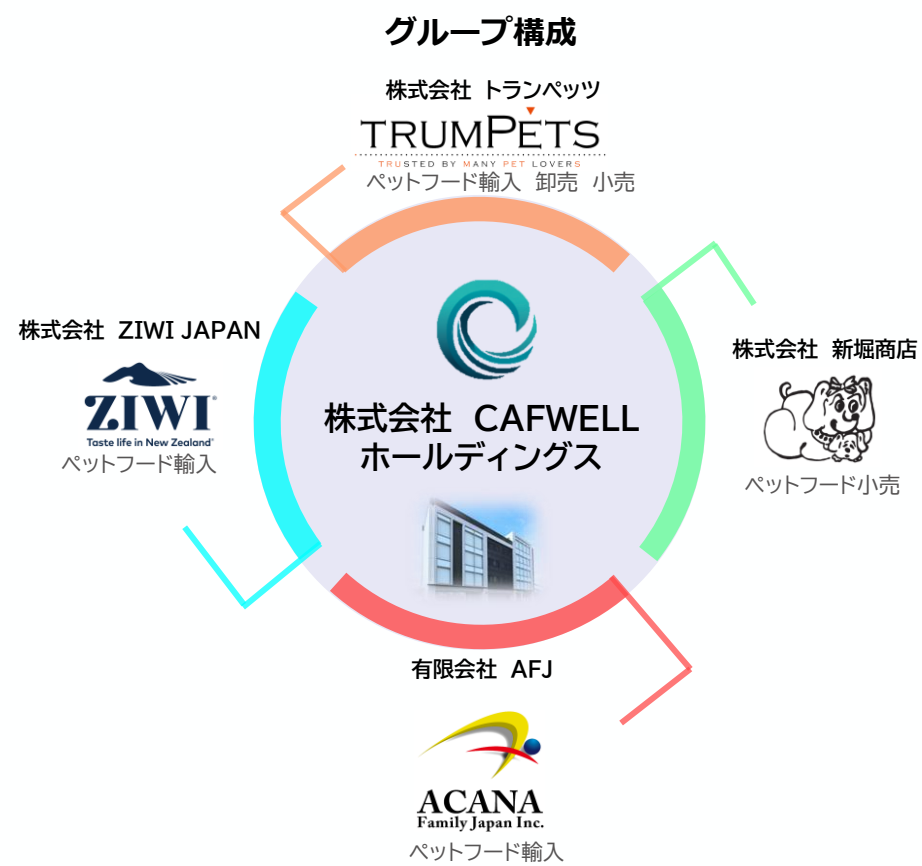 グループ構成
株式会社 トランペッツ
TRUMPETS
TRUSTED BY MANY PET LOVERS
ペットフード輸入 卸売 小売
株式会社 ZIWI JAPAN
ZIWI
Taste life in New Zealand
ペットフード輸入
株式会社 CAFWELL
ホールディングス
株式会社 新堀商店
ペットフード小売
有限会社 AFJ
ACANA
Family Japan Inc.
ペットフード輸入